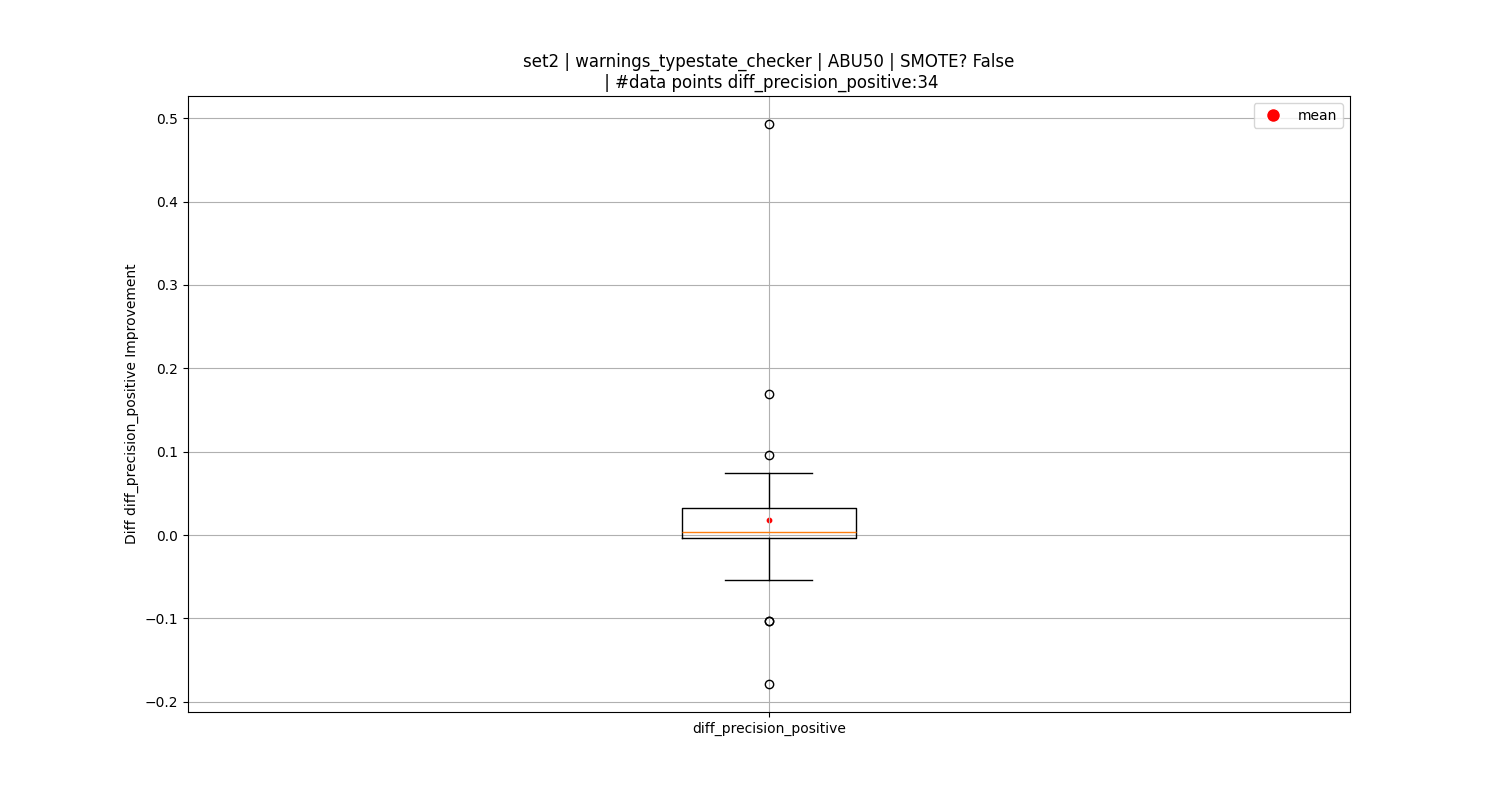 set2 | warnings_typestate_checker | ABU50 | SMOTE? False
| #data points diff_precision_positive:34
mean
0.5
0.4
0.3
0.2
0.1
0.0
−0.1
−0.2
Diff diff_precision_positive Improvement
diff_precision_positive